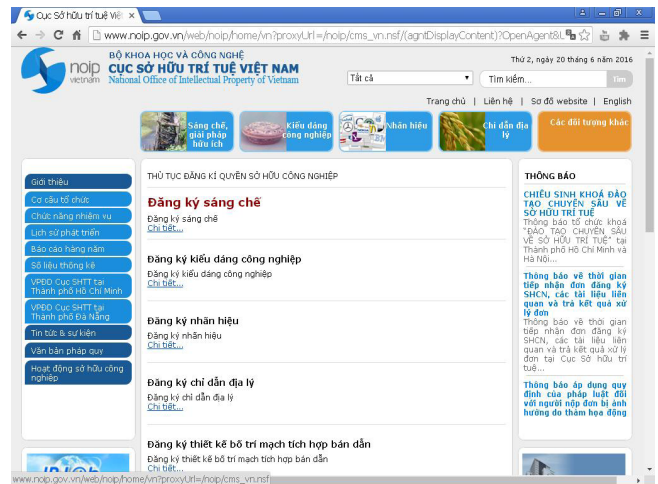 Cục Sở hữu trí tuệ Việ
www.noip.gov.vn/web/noip/home/vn?proxyUrl=/noip/cms_vn.nsf/(agntDisplayContent)?OpenAgent&U
noip
vietnam
BỘ KHOA HỌC VÀ CÔNG NGHỆ
CỤC SỞ HỮU TRÍ TUỆ VIỆT NAM
National Office of Intellectual Property of Vietnam
Thứ 2, ngày 20 tháng 6 năm 2016
Tất cả
Tìm kiếm...
Tìm
Trang chủ | Liên hệ | Sơ đồ website | English
Sáng chế,
giải pháp
hữu ích
Kiểu dáng
công nghiệp
Nhãn hiệu
Chỉ dẫn địa
lý
Các đối tượng khác
Giới thiệu
Cơ cấu tổ chức
Chức năng nhiệm vụ
Lịch sử phát triển
Báo cáo hàng năm
Số liệu thống kê
VPĐD Cục SHTT tại
Thành phố Hồ Chí Minh
VPĐD Cục SHTT tại
Thành phố Đà Nẵng
Tin tức & sự kiện
Văn bản pháp quy
Hoạt động sở hữu công
nghiệp
THỦ TỤC ĐĂNG KÍ QUYỀN SỞ HỮU CÔNG NGHIỆP
Đăng ký sáng chế
Đăng ký sáng chế
Chi tiết...
Đăng ký kiểu dáng công nghiệp
Đăng ký kiểu dáng công nghiệp
Chi tiết...
Đăng ký nhãn hiệu
Đăng ký nhãn hiệu
Chi tiết...
Đăng ký chỉ dẫn địa lý
Đăng ký chỉ dẫn địa lý
Chi tiết...
Đăng ký thiết kế bố trí mạch tích hợp bán dẫn
Đăng ký thiết kế bố trí mạch tích hợp bán dẫn
Chi tiết...
THÔNG BÁO
CHIÊU SINH KHOÁ ĐÀO
TẠO CHUYÊN SÂU VỀ
SỞ HỮU TRÍ TUỆ
Thông báo tổ chức khoá
"ĐÀO TẠO CHUYÊN SÂU
VỀ SỞ HỮU TRÍ TUỆ" tại
Thành phố Hồ Chí Minh và
Hà Nội...
Thông báo về thời gian
tiếp nhận đơn đăng ký
SHCN, các tài liệu liên
quan và trả kết quả xử
lý đơn
Thông báo về thời gian
tiếp nhận đơn đăng ký
SHCN, các tài liệu liên
quan và trả kết quả xử lý
đơn tại Cục Sở hữu trí
tuệ...
Thông báo áp dụng quy
định của pháp luật đối
với người nộp đơn bị ảnh
hưởng do thảm họa động
www.noip.gov.vn/web/noip/home/vn?proxyUrl=/noip/cms_vn.nsf